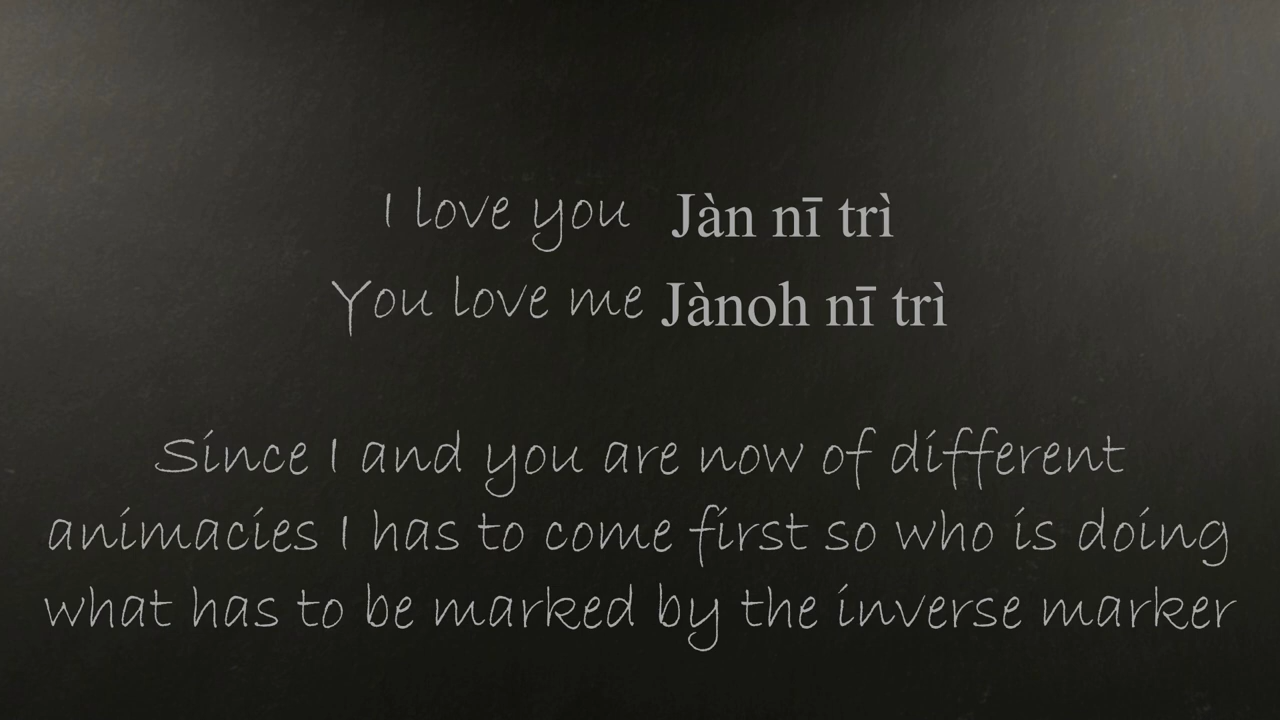 I love you Jàn nī trì
You love me Jànoh nī trì
Since I and you are now of different
animacies I has to come first so who is doing
what has to be marked by the inverse marker